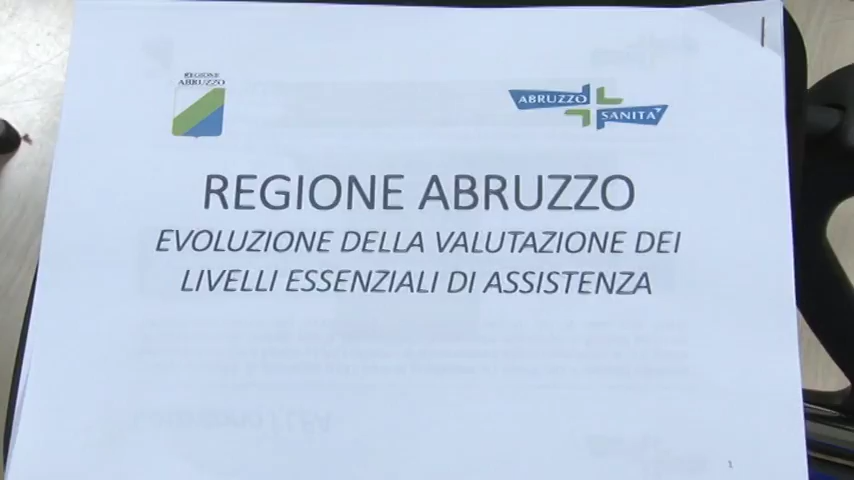 REGIONE
ABRUZZO
ABRUZZO
SANITÀ
REGIONE ABRUZZO
EVOLUZIONE DELLA VALUTAZIONE DEI
LIVELLI ESSENZIALI DI ASSISTENZA
1